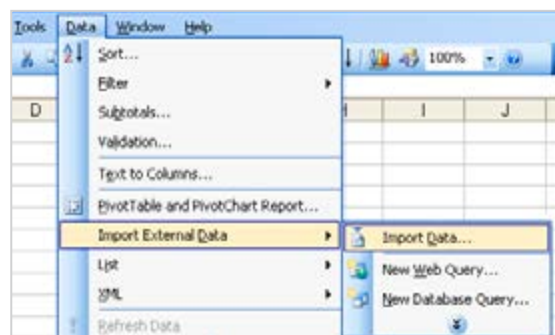 Tools Data Window Help
Sort...
100%
Filter
D Subtotals... H I J
Validation...
Text to Columns...
PivotTable and PivotChart Report...
Import External Data Import Data...
List New Web Query...
XML New Database Query...
Refresh Data